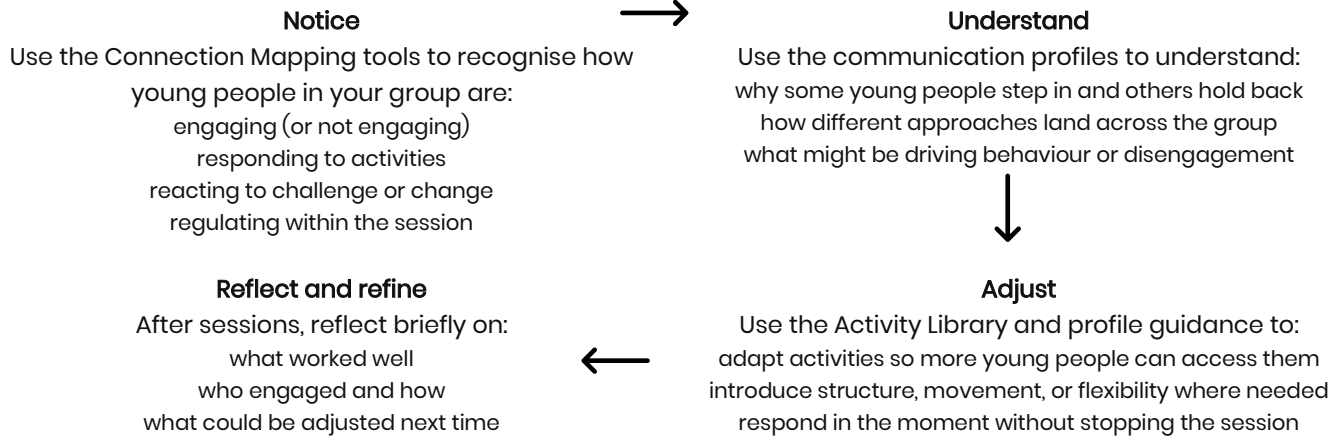 Notice
Use the Connection Mapping tools to recognise how
young people in your group are:
engaging (or not engaging)
responding to activities
reacting to challenge or change
regulating within the session
Understand
Use the communication profiles to understand:
why some young people step in and others hold back
how different approaches land across the group
what might be driving behaviour or disengagement
Adjust
Use the Activity Library and profile guidance to:
adapt activities so more young people can access them
introduce structure, movement, or flexibility where needed
respond in the moment without stopping the session
Reflect and refine
After sessions, reflect briefly on:
what worked well
who engaged and how
what could be adjusted next time